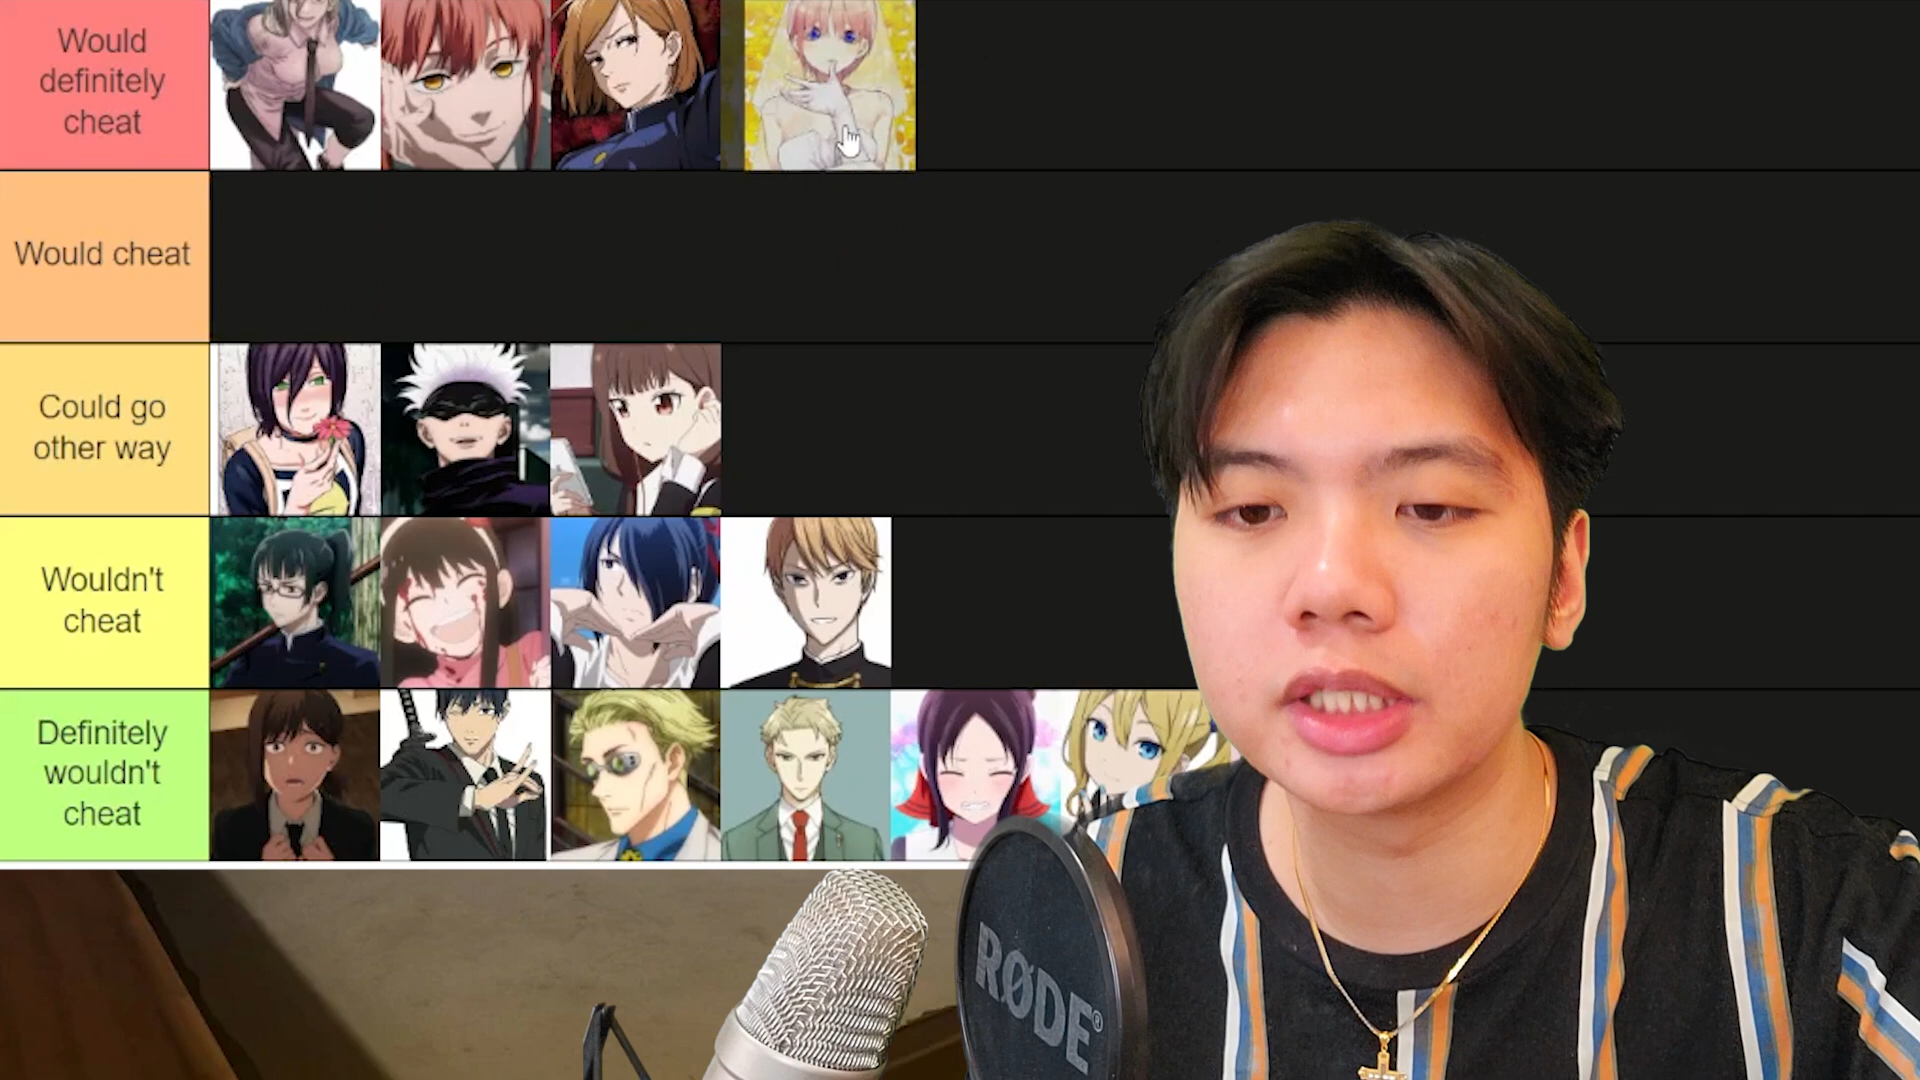 Would
definitely
cheat
Would cheat
Could go
other way
Wouldn't
cheat
Definitely
wouldn't
cheat
RØDE®